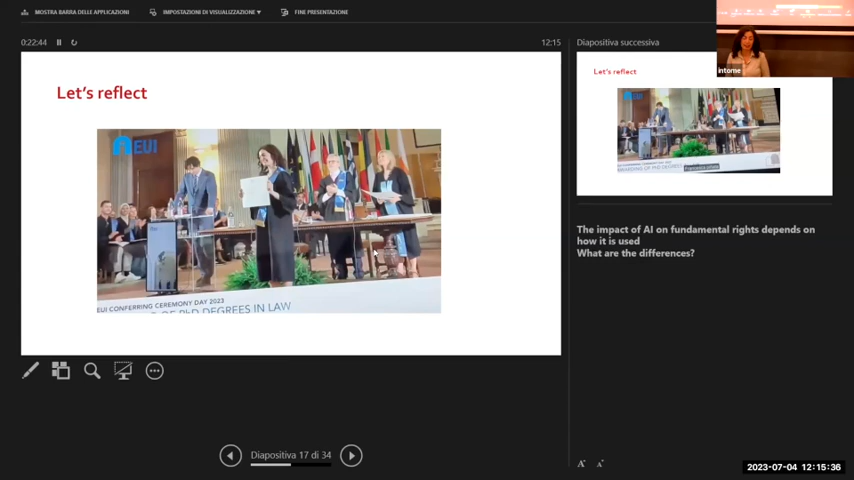 MOSTRA BARRA DELLE APPLICAZIONI
IMPOSTAZIONI DI VISUALIZZAZIONE ▼
FINE PRESENTAZIONE
0:22:44
12:15
Let's reflect
EUI
EUI CONFERRING CEREMONY DAY 2023
OF PhD DEGREES IN LAW
Diapositiva 17 di 34
Diapositiva successiva
Let's reflect
EUI
intome
The impact of AI on fundamental rights depends on
how it is used
What are the differences?
A A
2023-07-04 12:15:36